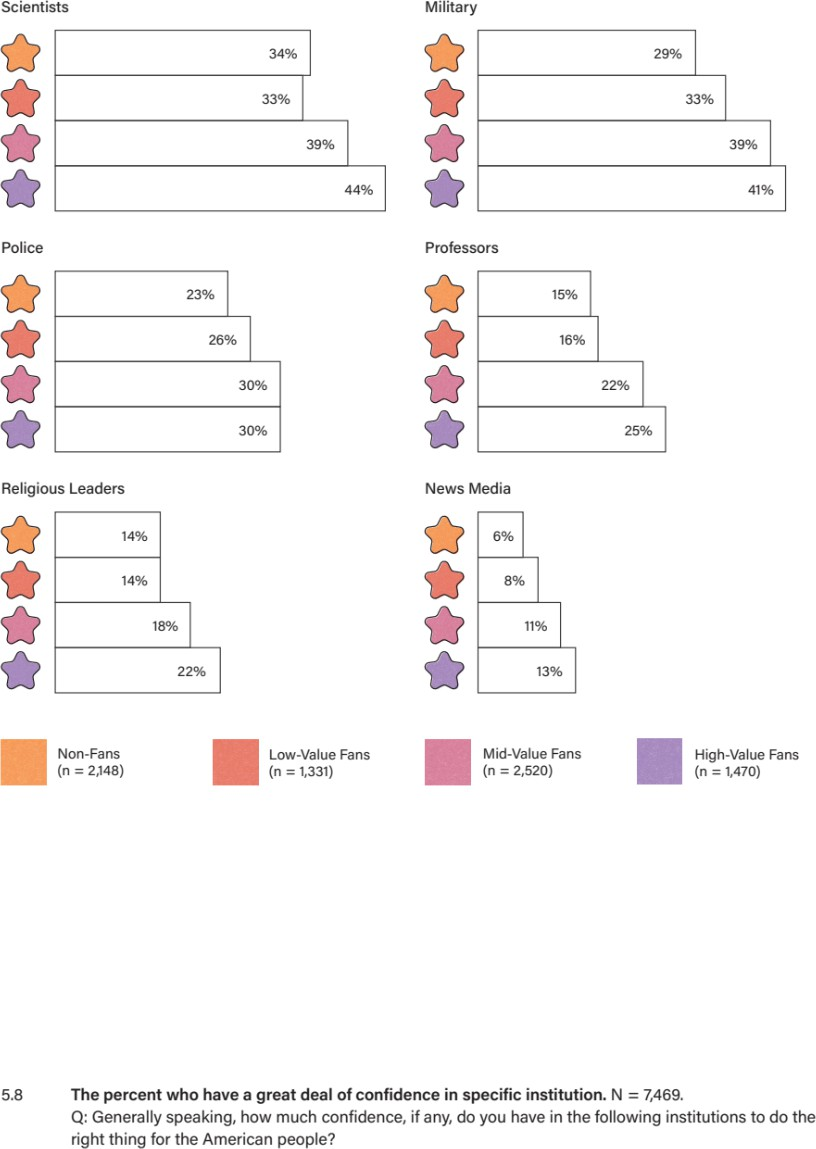 Scientists
34%
33%
39%
44%
Military
29%
33%
39%
41%
Police
23%
26%
30%
30%
Professors
15%
16%
22%
25%
Religious Leaders
14%
14%
18%
22%
News Media
6%
8%
11%
13%
Non-Fans
(n = 2,148)
Low-Value Fans
(n = 1,331)
Mid-Value Fans
(n = 2,520)
High-Value Fans
(n = 1,470)
5.8 The percent who have a great deal of confidence in specific institution. N = 7,469.
Q: Generally speaking, how much confidence, if any, do you have in the following institutions to do the
right thing for the American people?